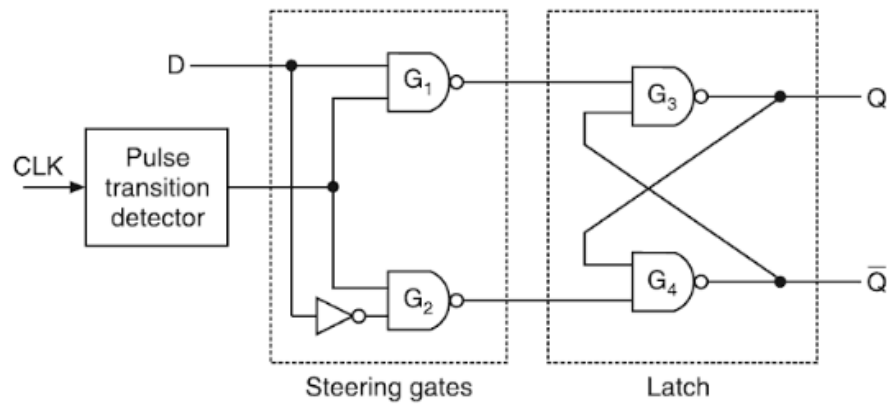 D
G1
G3
Q
CLK
Pulse
transition
detector
G2
G4
Q̅
Steering gates
Latch